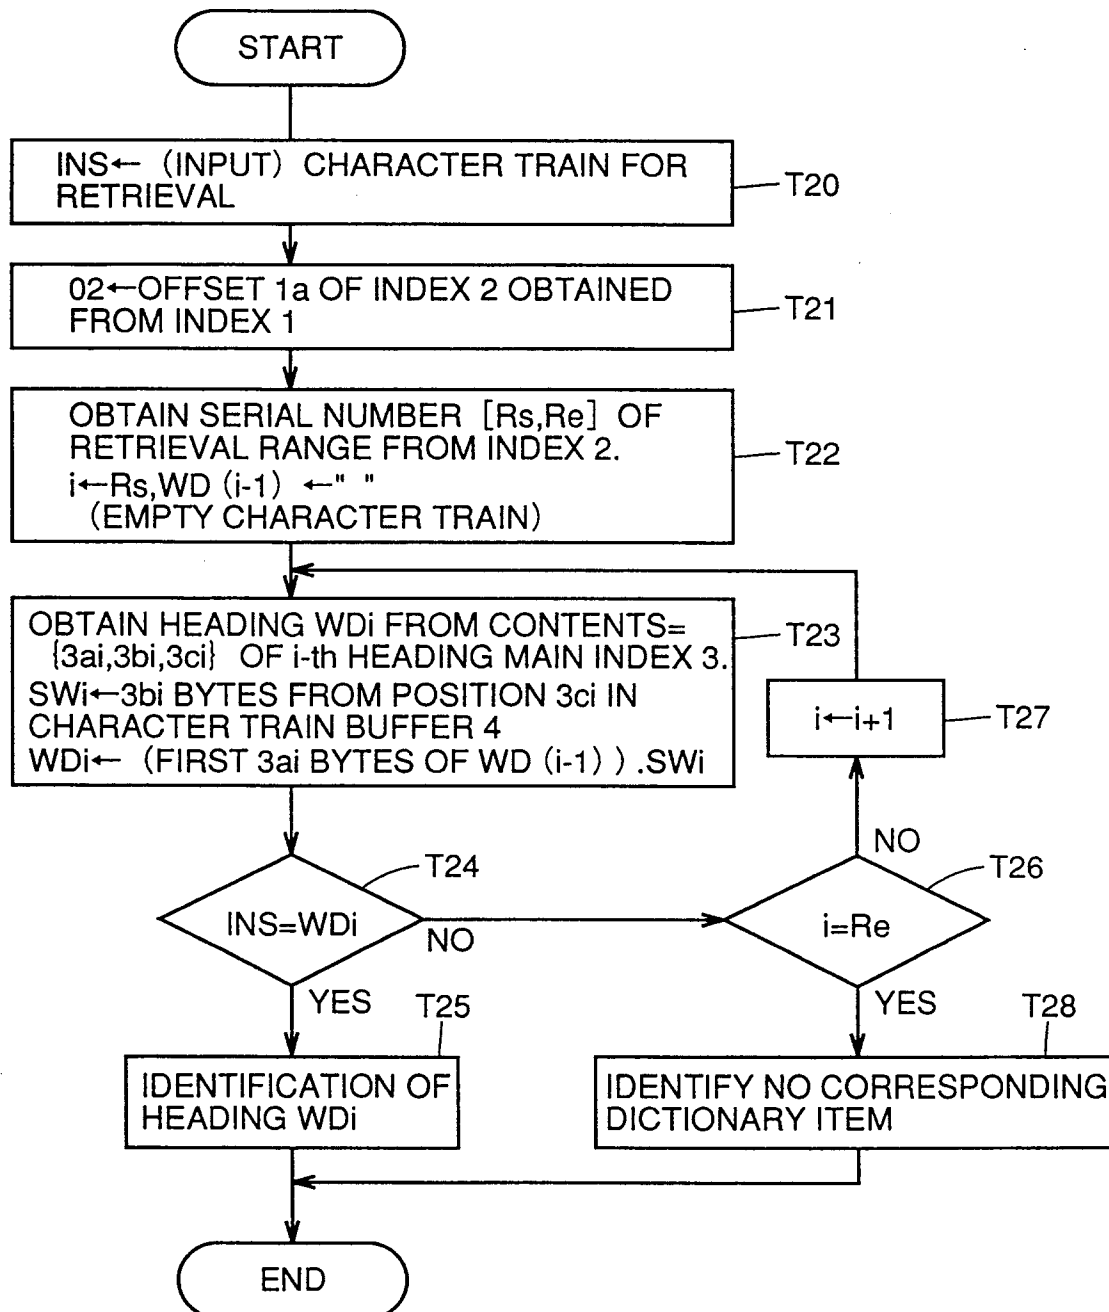 START
INS← (INPUT) CHARACTER TRAIN FOR
RETRIEVAL
T20
02←OFFSET 1a OF INDEX 2 OBTAINED
FROM INDEX 1
T21
OBTAIN SERIAL NUMBER [Rs,Re] OF
RETRIEVAL RANGE FROM INDEX 2.
i←Rs,WD (i-1) ←" "
(EMPTY CHARACTER TRAIN)
T22
OBTAIN HEADING WDi FROM CONTENTS=
{3ai,3bi,3ci} OF i-th HEADING MAIN INDEX 3.
SWi←3bi BYTES FROM POSITION 3ci IN
CHARACTER TRAIN BUFFER 4
WDi← (FIRST 3ai BYTES OF WD (i-1) ) .SWi
T23
i←i+1
T27
T24
INS=WDi
NO
YES
NO
T26
i=Re
YES
T25
IDENTIFICATION OF
HEADING WDi
T28
IDENTIFY NO CORRESPONDING
DICTIONARY ITEM
END